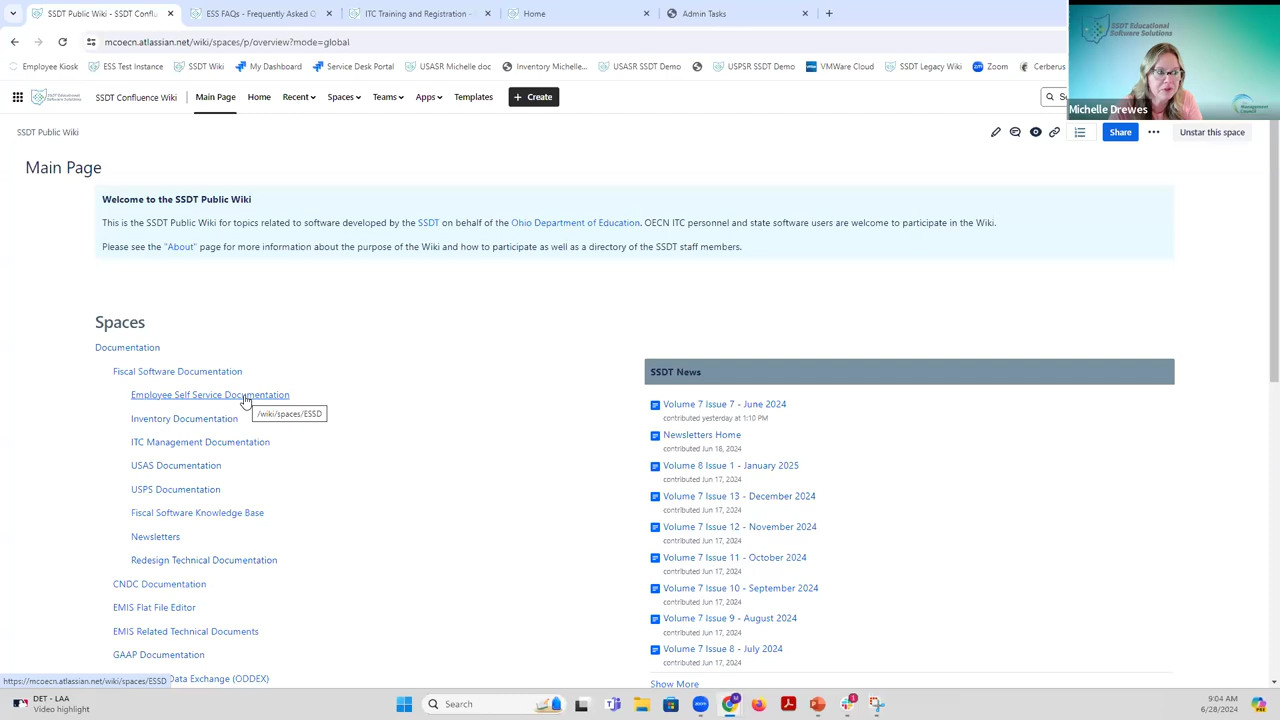 SSDT Public Wiki - SSDT Conflu
ESS FAQs - Frequently Asked Q
ITC Training and Registration -
Home
Admin Tasks
mcoecn.atlassian.net/wiki/spaces/p/overview?mode=global
Employee Kiosk
ESS Test Instance
SSDT Wiki
My Dashboard
Service Desk Portal
USASR Michelle doc
Inventory Michelle...
USASR SSDT Demo
USPSR SSDT Demo
VMWare Cloud
SSDT Legacy Wiki
Zoom
Cerberus
SSDT Educational
Software Solutions
Management
Council
Michelle Drewes
SSDT Confluence Wiki
Main Page
Home
Recent
Teams
Apps
Templates
+ Create
SSDT Public Wiki
Share
Unstar this space
Main Page
Welcome to the SSDT Public Wiki
This is the SSDT Public Wiki for topics related to software developed by the SSDT on behalf of the Ohio Department of Education. OECN ITC personnel and state software users are welcome to participate in the Wiki.
Please see the "About" page for more information about the purpose of the Wiki and how to participate as well as a directory of the SSDT staff members.
Spaces
Documentation
Fiscal Software Documentation
Employee Self Service Documentation
/wiki/spaces/ESSD
Inventory Documentation
ITC Management Documentation
USAS Documentation
USPS Documentation
Fiscal Software Knowledge Base
Newsletters
Redesign Technical Documentation
CNDC Documentation
EMIS Flat File Editor
EMIS Related Technical Documents
GAAP Documentation
Data Exchange (ODDEX)
SSDT News
Volume 7 Issue 7 - June 2024
contributed yesterday at 1:10 PM
Newsletters Home
contributed Jun 18, 2024
Volume 8 Issue 1 - January 2025
contributed Jun 17, 2024
Volume 7 Issue 13 - December 2024
contributed Jun 17, 2024
Volume 7 Issue 12 - November 2024
contributed Jun 17, 2024
Volume 7 Issue 11 - October 2024
contributed Jun 17, 2024
Volume 7 Issue 10 - September 2024
contributed Jun 17, 2024
Volume 7 Issue 9 - August 2024
contributed Jun 17, 2024
Volume 7 Issue 8 - July 2024
contributed Jun 17, 2024
Show More
https://mcoecn.atlassian.net/wiki/spaces/ESSD
DET - LAA
Video highlight
Search
9:04 AM
6/28/2024